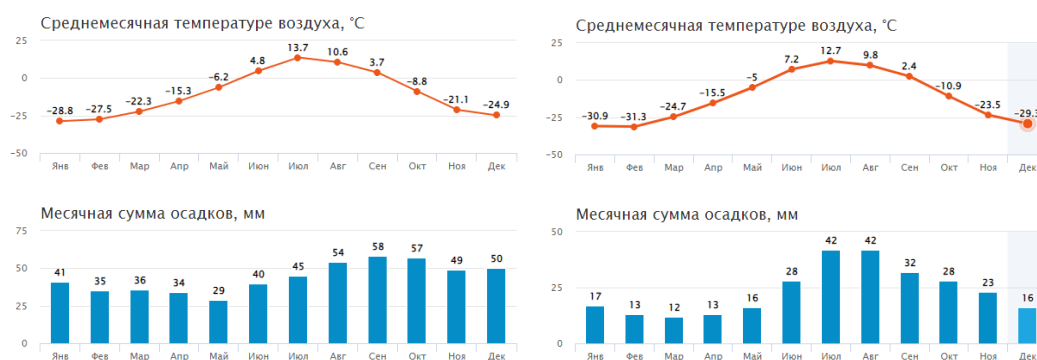 Среднемесячная температуре воздуха, °C
25
0
−25
−50
−28.8 −27.5 −22.3 −15.3 −6.2 4.8 13.7 10.6 3.7 −8.8 −21.1 −24.9
Янв Фев Мар Апр Май Июн Июл Авг Сен Окт Ноя Дек
Среднемесячная температуре воздуха, °C
25
0
−25
−50
−30.9 −31.3 −24.7 −15.5 −5 7.2 12.7 9.8 2.4 −10.9 −23.5 −29.3
Янв Фев Мар Апр Май Июн Июл Авг Сен Окт Ноя Дек
Месячная сумма осадков, мм
75
50
25
0
41 35 36 34 29 40 45 54 58 57 49 50
Янв Фев Мар Апр Май Июн Июл Авг Сен Окт Ноя Дек
Месячная сумма осадков, мм
50
25
0
17 13 12 13 16 28 42 42 32 28 23 16
Янв Фев Мар Апр Май Июн Июл Авг Сен Окт Ноя Дек